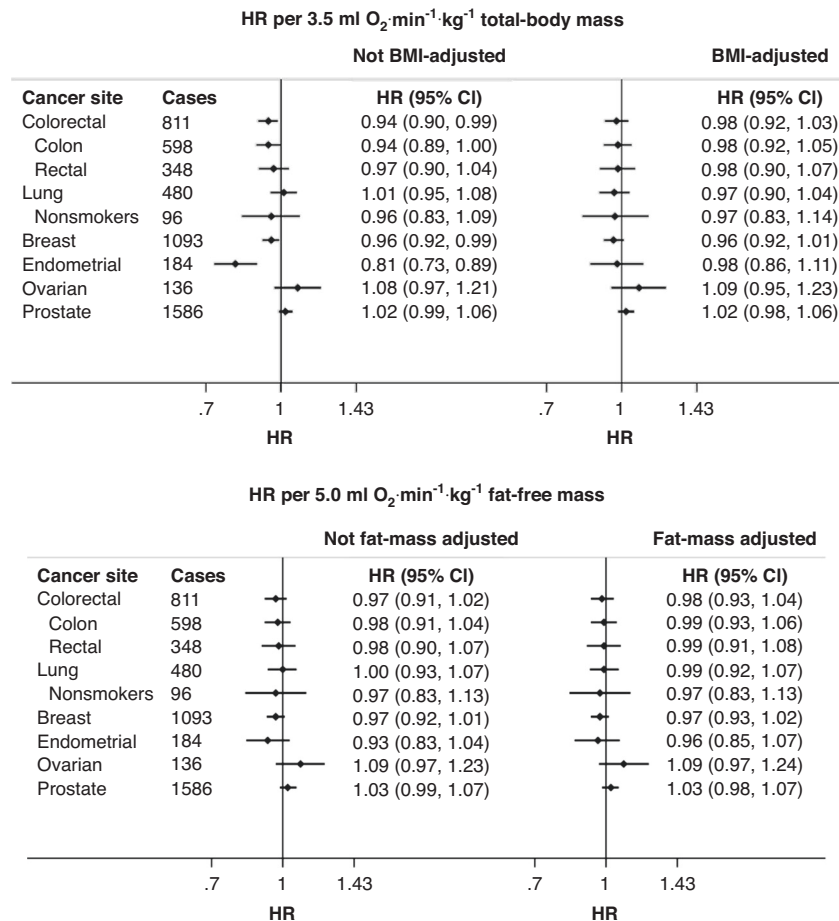 HR per 3.5 ml O₂·min⁻¹·kg⁻¹ total-body mass
Not BMI-adjusted BMI-adjusted
Cancer site Cases HR (95% CI) HR (95% CI)
Colorectal 811 0.94 (0.90, 0.99) 0.98 (0.92, 1.03)
Colon 598 0.94 (0.89, 1.00) 0.98 (0.92, 1.05)
Rectal 348 0.97 (0.90, 1.04) 0.98 (0.90, 1.07)
Lung 480 1.01 (0.95, 1.08) 0.97 (0.90, 1.04)
Nonsmokers 96 0.96 (0.83, 1.09) 0.97 (0.83, 1.14)
Breast 1093 0.96 (0.92, 0.99) 0.96 (0.92, 1.01)
Endometrial 184 0.81 (0.73, 0.89) 0.98 (0.86, 1.11)
Ovarian 136 1.08 (0.97, 1.21) 1.09 (0.95, 1.23)
Prostate 1586 1.02 (0.99, 1.06) 1.02 (0.98, 1.06)
.7 1 1.43 .7 1 1.43
HR HR
HR per 5.0 ml O₂·min⁻¹·kg⁻¹ fat-free mass
Not fat-mass adjusted Fat-mass adjusted
Cancer site Cases HR (95% CI) HR (95% CI)
Colorectal 811 0.97 (0.91, 1.02) 0.98 (0.93, 1.04)
Colon 598 0.98 (0.91, 1.04) 0.99 (0.93, 1.06)
Rectal 348 0.98 (0.90, 1.07) 0.99 (0.91, 1.08)
Lung 480 1.00 (0.93, 1.07) 0.99 (0.92, 1.07)
Nonsmokers 96 0.97 (0.83, 1.13) 0.97 (0.83, 1.13)
Breast 1093 0.97 (0.92, 1.01) 0.97 (0.93, 1.02)
Endometrial 184 0.93 (0.83, 1.04) 0.96 (0.85, 1.07)
Ovarian 136 1.09 (0.97, 1.23) 1.09 (0.97, 1.24)
Prostate 1586 1.03 (0.99, 1.07) 1.03 (0.98, 1.07)
.7 1 1.43 .7 1 1.43
HR HR